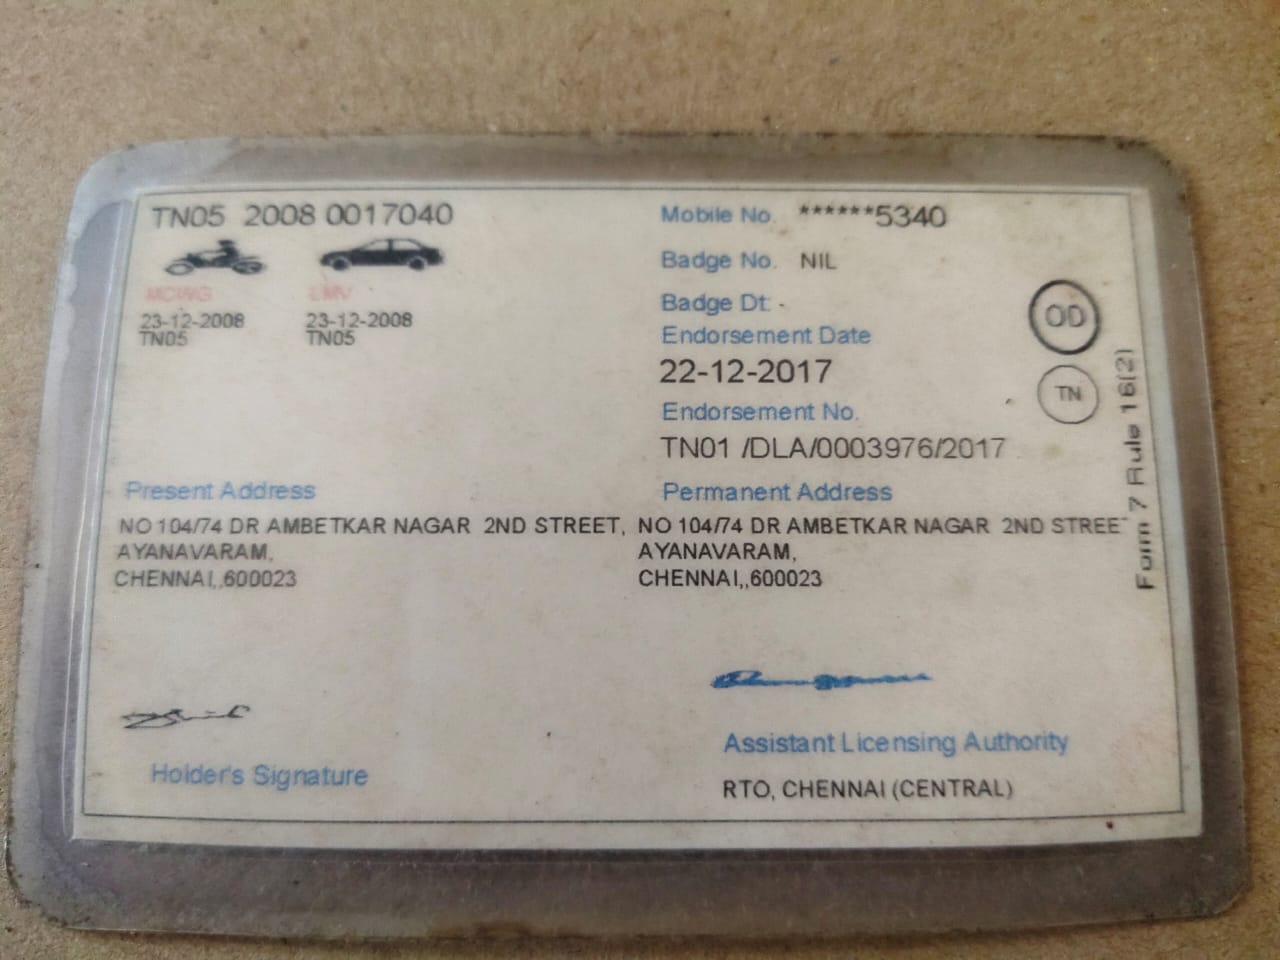 TN05 2008 0017040
MCWG LMV
23-12-2008 23-12-2008
TN05 TN05
Mobile No. ******5340
Badge No. NIL
Badge Dt: -
Endorsement Date
22-12-2017
Endorsement No.
TN01 /DLA/0003976/2017
OD
TN
Form 7 Rule 16(2)
Present Address
NO 104/74 DR AMBETKAR NAGAR 2ND STREET,
AYANAVARAM,
CHENNAI,,600023
Permanent Address
NO 104/74 DR AMBETKAR NAGAR 2ND STREE
AYANAVARAM,
CHENNAI,,600023
Holder's Signature
Assistant Licensing Authority
RTO, CHENNAI (CENTRAL)